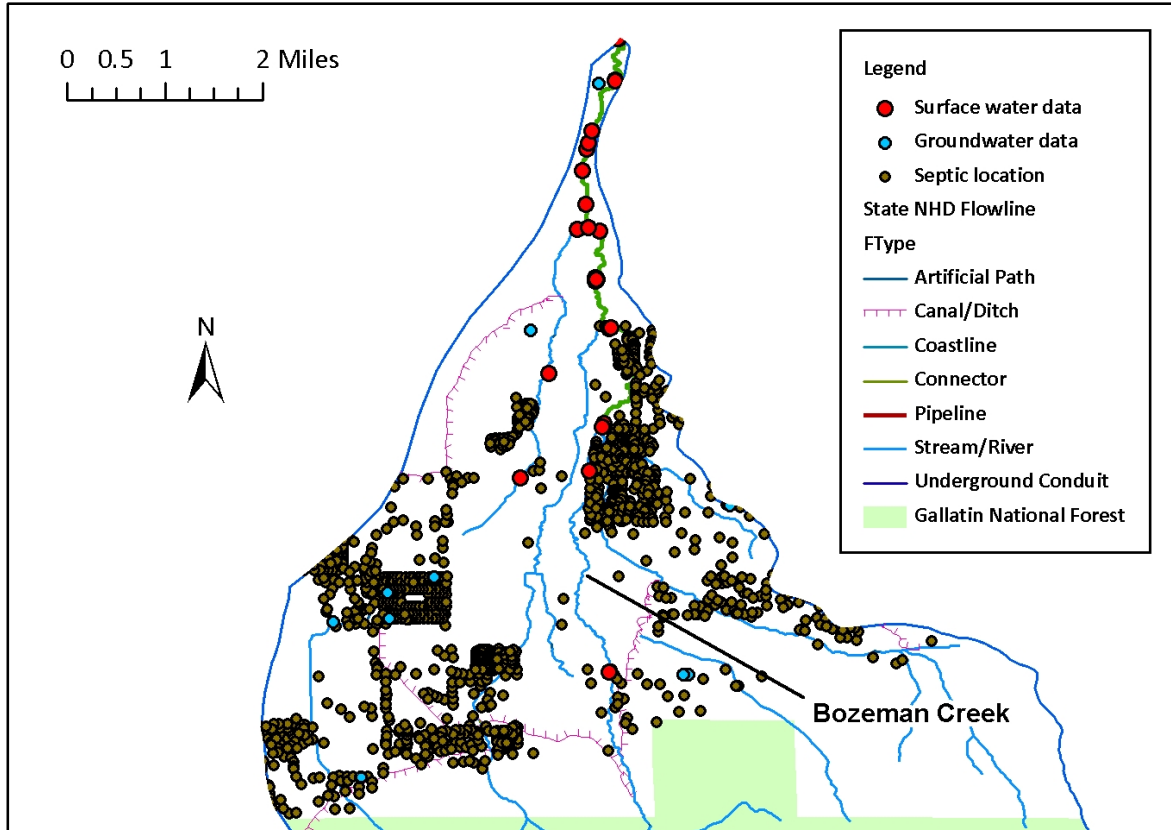 0 0.5 1 2 Miles
N
Legend
Surface water data
Groundwater data
Septic location
State NHD Flowline
FType
Artificial Path
Canal/Ditch
Coastline
Connector
Pipeline
Stream/River
Underground Conduit
Gallatin National Forest
Bozeman Creek